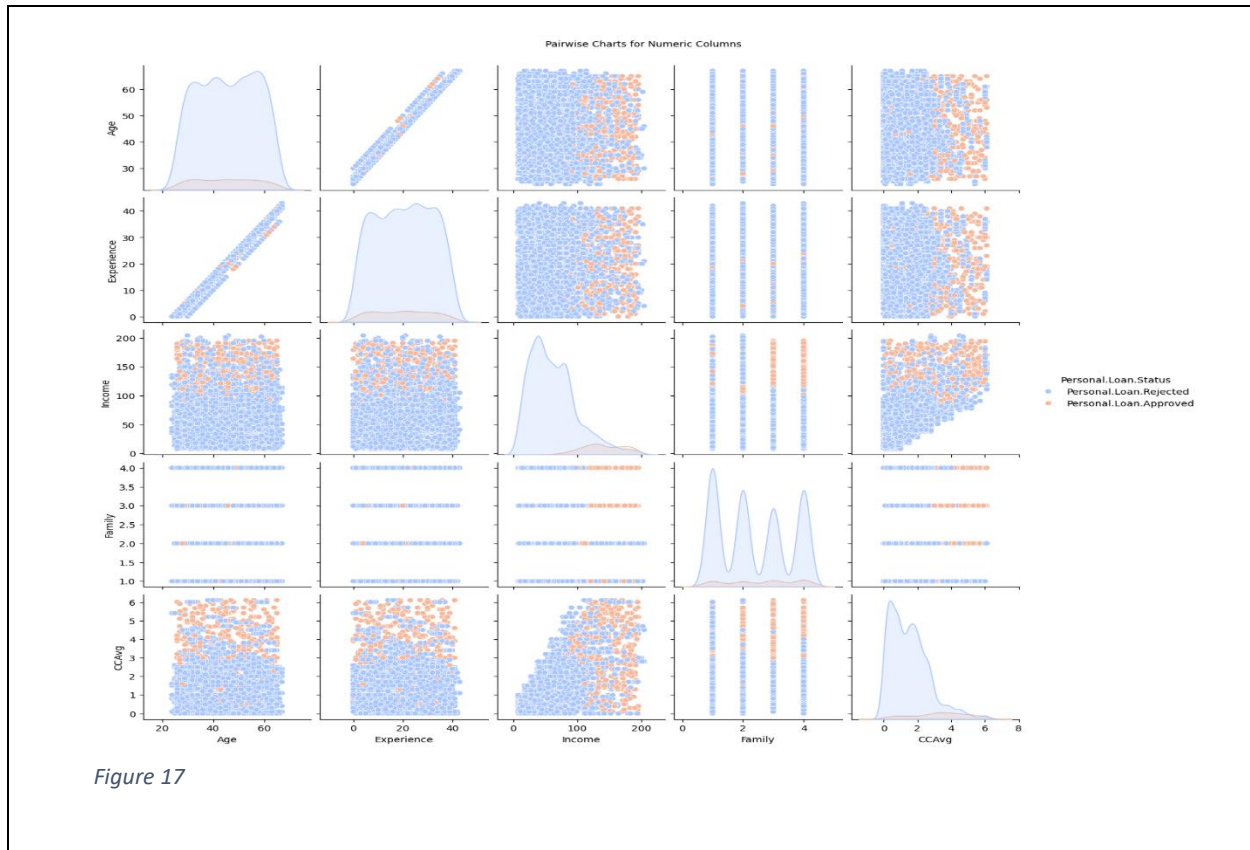 Pairwise Charts for Numeric Columns
Age
60
50
40
30
Experience
40
30
20
10
0
Income
200
150
100
50
0
Personal.Loan.Status
Personal.Loan.Rejected
Personal.Loan.Approved
Family
4.0
3.5
3.0
2.5
2.0
1.5
1.0
CCAvg
6
5
4
3
2
1
0
20 40 60
0 20 40
0 100 200
0 2 4
0 2 4 6 8
Age Experience Income Family CCAvg
Figure 17